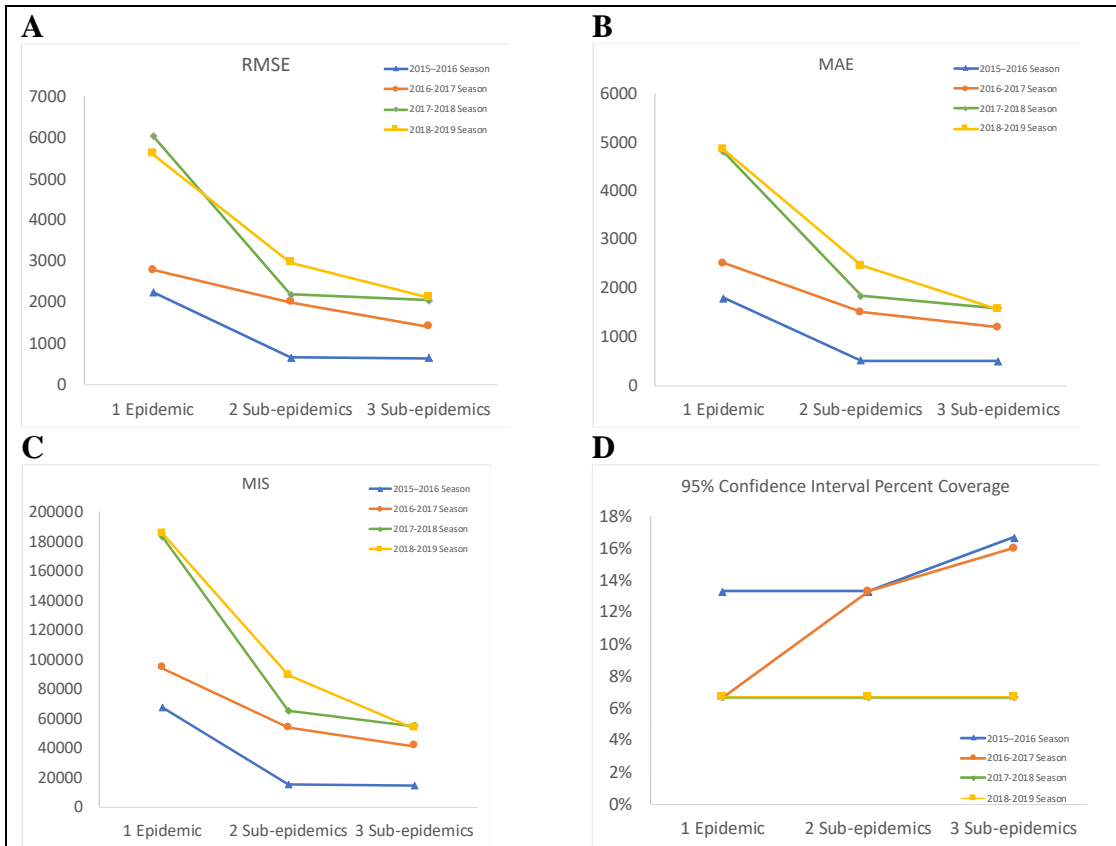 A
RMSE
2015–2016 Season
2016-2017 Season
2017-2018 Season
2018-2019 Season
7000
6000
5000
4000
3000
2000
1000
0
1 Epidemic 2 Sub-epidemics 3 Sub-epidemics
B
MAE
2015–2016 Season
2016-2017 Season
2017-2018 Season
2018-2019 Season
6000
5000
4000
3000
2000
1000
0
1 Epidemic 2 Sub-epidemics 3 Sub-epidemics
C
MIS
2015–2016 Season
2016-2017 Season
2017-2018 Season
2018-2019 Season
200000
180000
160000
140000
120000
100000
80000
60000
40000
20000
0
1 Epidemic 2 Sub-epidemics 3 Sub-epidemics
D
95% Confidence Interval Percent Coverage
18%
16%
14%
12%
10%
8%
6%
4%
2%
0%
2015–2016 Season
2016-2017 Season
2017-2018 Season
2018-2019 Season
1 Epidemic 2 Sub-epidemics 3 Sub-epidemics